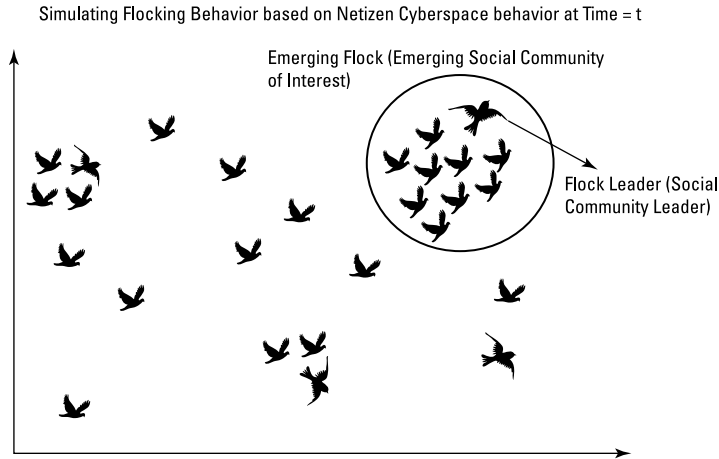 Simulating Flocking Behavior based on Netizen Cyberspace behavior at Time = t
Emerging Flock (Emerging Social Community
of Interest)
Flock Leader (Social
Community Leader)